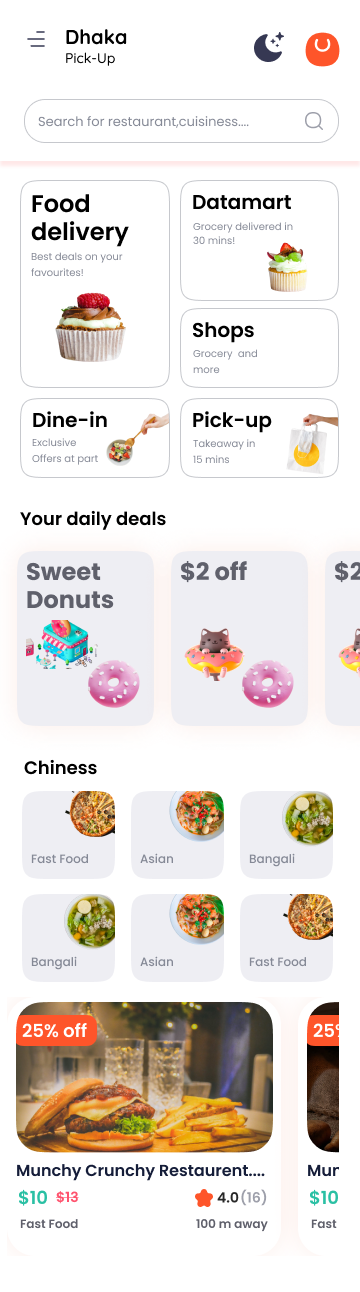 Dhaka
Pick-Up
Search for restaurant,cuisiness....
Food
delivery
Best deals on your
favourites!
Datamart
Grocery delivered in
30 mins!
Shops
Grocery and
more
Dine-in
Exclusive
Offers at part
Pick-up
Takeaway in
15 mins
Your daily deals
Sweet
Donuts
$2 off
$2
Chiness
Fast Food
Asian
Bangali
Bangali
Asian
Fast Food
25% off
25%
Munchy Crunchy Restaurent....
Mun
$10 $13
4.0(16)
$10
Fast Food
100 m away
Fast